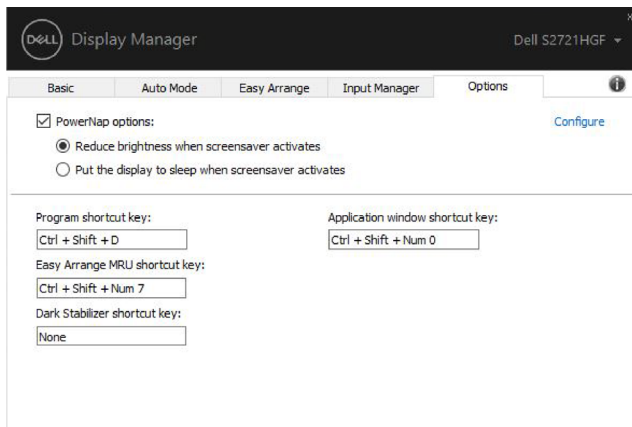 DELL Display Manager
Dell S2721HGF
Basic Auto Mode Easy Arrange Input Manager Options
PowerNap options:
Configure
Reduce brightness when screensaver activates
Put the display to sleep when screensaver activates
Program shortcut key:
Application window shortcut key:
Ctrl + Shift + D
Ctrl + Shift + Num 0
Easy Arrange MRU shortcut key:
Ctrl + Shift + Num 7
Dark Stabilizer shortcut key:
None